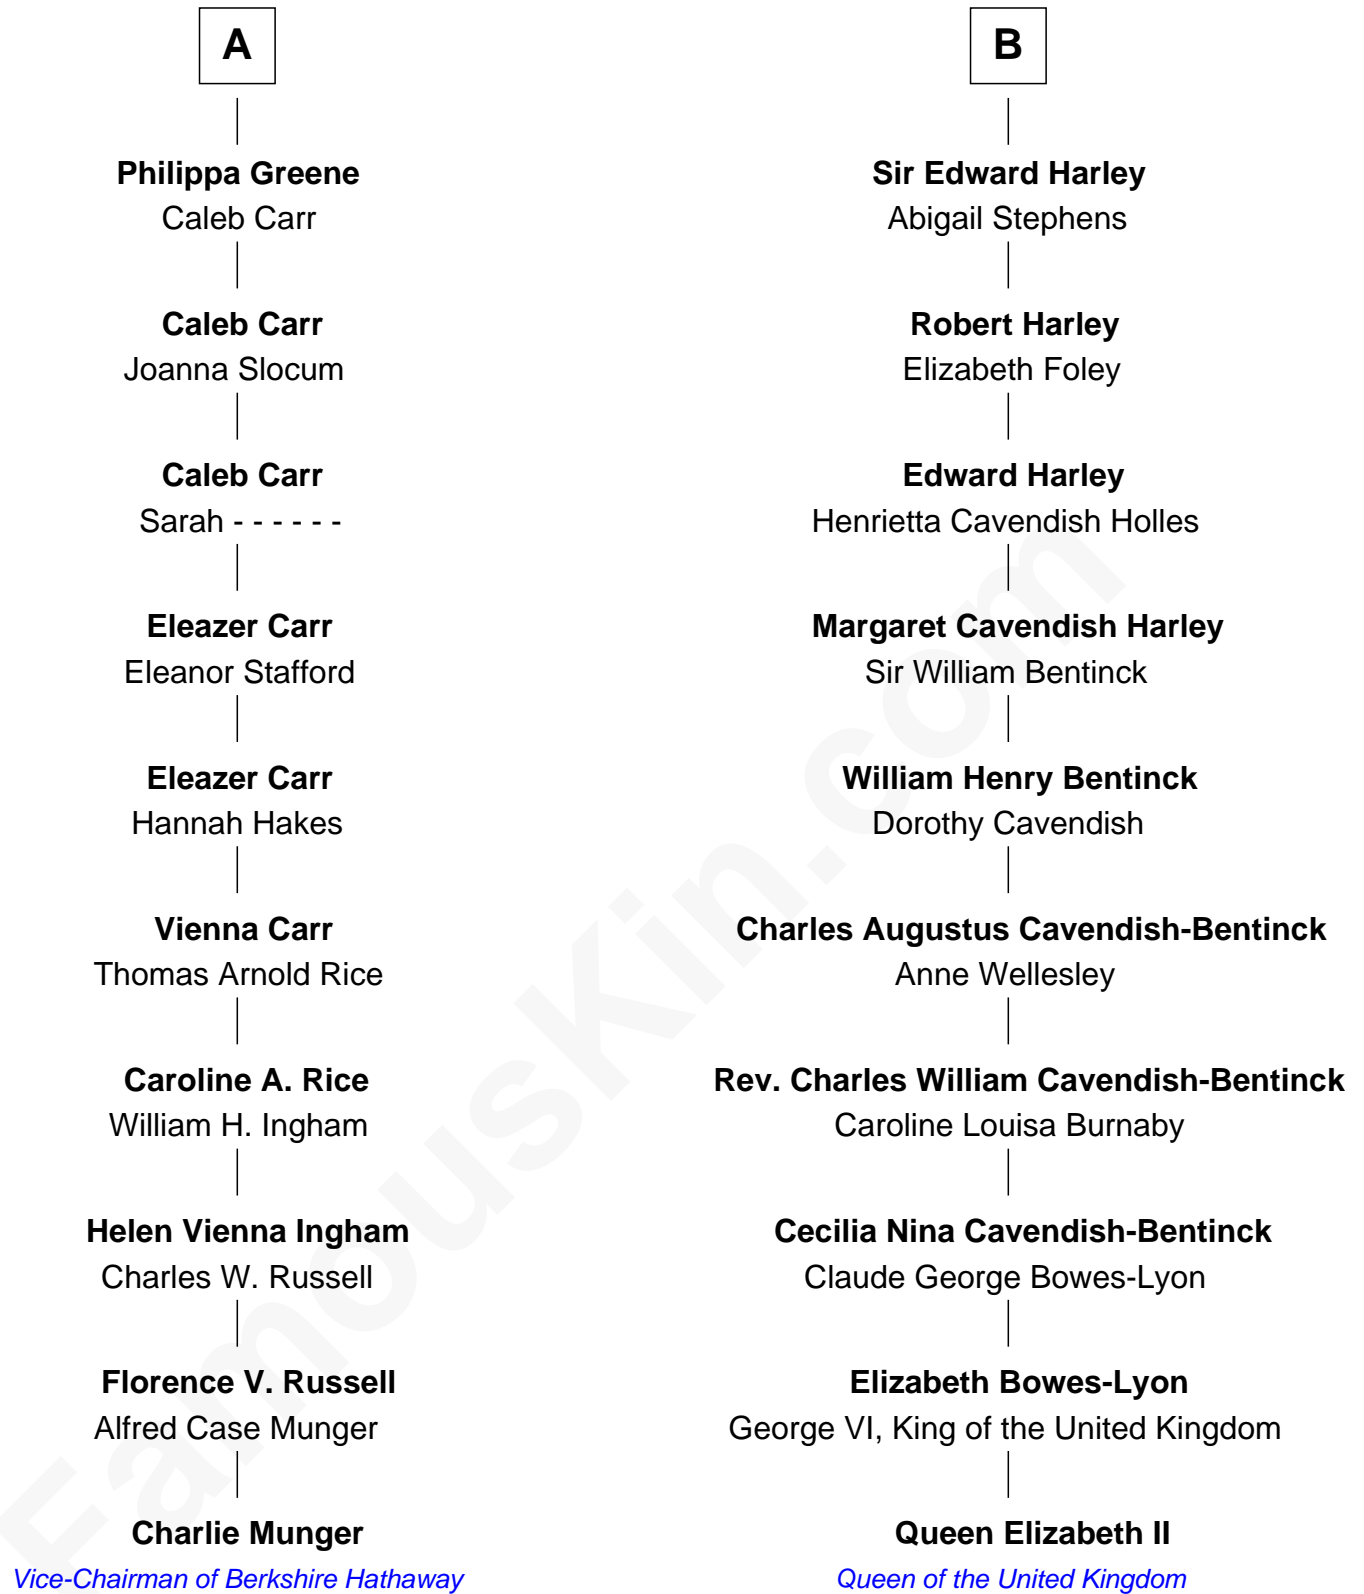 A
Philippa Greene
Caleb Carr
Caleb Carr
Joanna Slocum
Caleb Carr
Sarah - - - - - -
Eleazer Carr
Eleanor Stafford
Eleazer Carr
Hannah Hakes
Vienna Carr
Thomas Arnold Rice
Caroline A. Rice
William H. Ingham
Helen Vienna Ingham
Charles W. Russell
Florence V. Russell
Alfred Case Munger
Charlie Munger
Vice-Chairman of Berkshire Hathaway
B
Sir Edward Harley
Abigail Stephens
Robert Harley
Elizabeth Foley
Edward Harley
Henrietta Cavendish Holles
Margaret Cavendish Harley
Sir William Bentinck
William Henry Bentinck
Dorothy Cavendish
Charles Augustus Cavendish-Bentinck
Anne Wellesley
Rev. Charles William Cavendish-Bentinck
Caroline Louisa Burnaby
Cecilia Nina Cavendish-Bentinck
Claude George Bowes-Lyon
Elizabeth Bowes-Lyon
George VI, King of the United Kingdom
Queen Elizabeth II
Queen of the United Kingdom
FamousKin.com